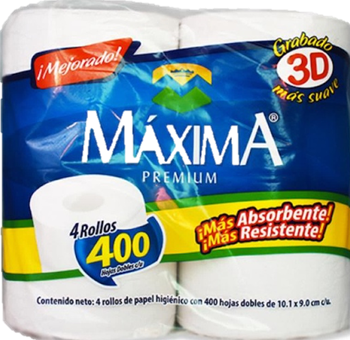 ¡Mejorado!
Grabado
3D
más suave
MÁXIMA®
PREMIUM
4 Rollos
400
Hojas Dobles c/u
¡Más Absorbente!
¡Más Resistente!
Contenido neto: 4 rollos de papel higiénico con 400 hojas dobles de 10.1 x 9.0 cm c/u.